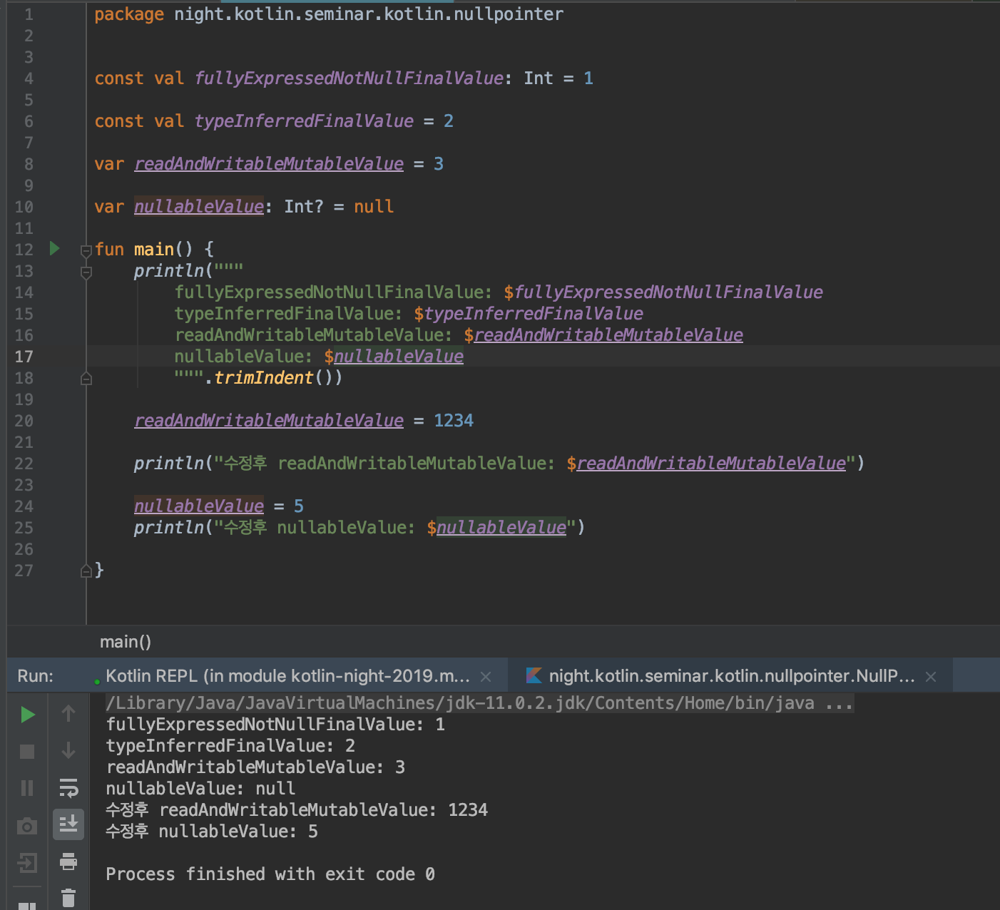 1 package night.kotlin.seminar.kotlin.nullpointer
2
3
4 const val fullyExpressedNotNullFinalValue: Int = 1
5
6 const val typeInferredFinalValue = 2
7
8 var readAndWritableMutableValue = 3
9
10 var nullableValue: Int? = null
11
12 fun main() {
13 println("""
14 fullyExpressedNotNullFinalValue: $fullyExpressedNotNullFinalValue
15 typeInferredFinalValue: $typeInferredFinalValue
16 readAndWritableMutableValue: $readAndWritableMutableValue
17 nullableValue: $nullableValue
18 """.trimIndent())
19
20 readAndWritableMutableValue = 1234
21
22 println("수정후 readAndWritableMutableValue: $readAndWritableMutableValue")
23
24 nullableValue = 5
25 println("수정후 nullableValue: $nullableValue")
26
27 }
main()
Run: Kotlin REPL (in module kotlin-night-2019.m... night.kotlin.seminar.kotlin.nullpointer.NullP...
/Library/Java/JavaVirtualMachines/jdk-11.0.2.jdk/Contents/Home/bin/java ...
fullyExpressedNotNullFinalValue: 1
typeInferredFinalValue: 2
readAndWritableMutableValue: 3
nullableValue: null
수정후 readAndWritableMutableValue: 1234
수정후 nullableValue: 5
Process finished with exit code 0